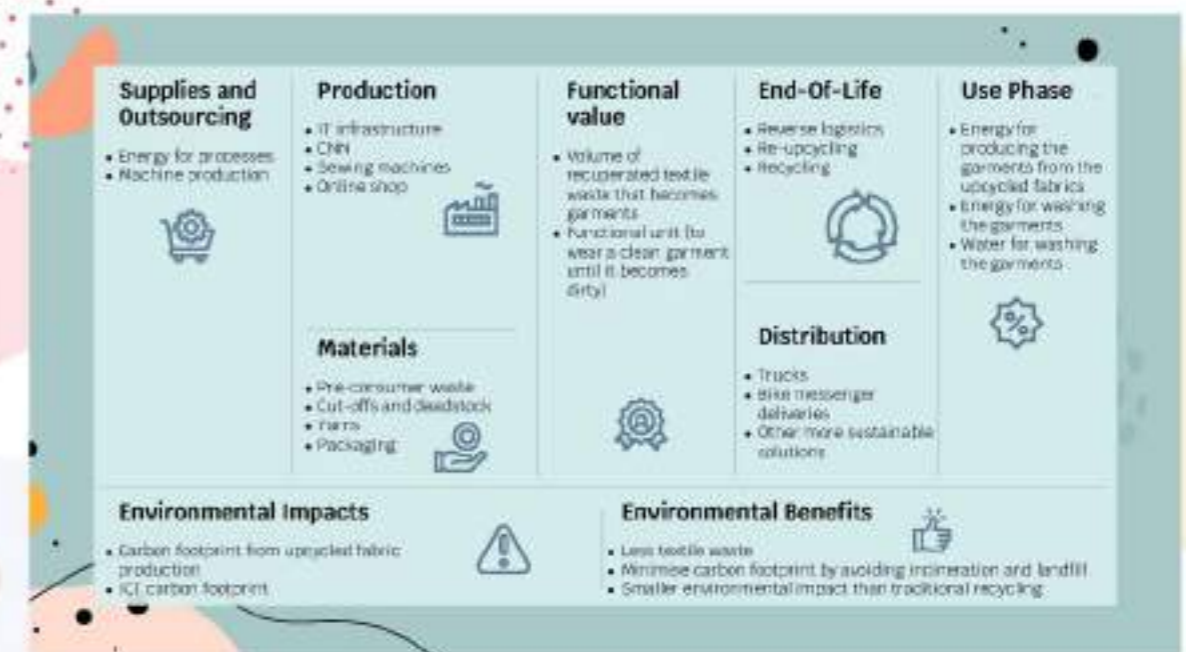 Supplies and
Outsourcing
• Energy for processes
• Machine production
Production
• IT infrastructure
• CNN
• Sewing machines
• Online shop
Materials
• Pre-consumer waste
• Cut-offs and deadstock
• Yarns
• Packaging
Functional
value
• Volume of
recuperated textile
waste that becomes
garments
• Functional unit (to
wear a clean garment
until it becomes
dirty)
End-Of-Life
• Reverse logistics
• Re-upcycling
• Recycling
Distribution
• Trucks
• Bike messenger
deliveries
• Other more sustainable
solutions
Use Phase
• Energy for
producing the
garments from the
upcycled fabrics
• Energy for washing
the garments
• Water for washing
the garments
Environmental Impacts
• Carbon footprint from upcycled fabric
production
• ICT carbon footprint
Environmental Benefits
• Less textile waste
• Minimise carbon footprint by avoiding incineration and landfill
• Smaller environmental impact than traditional recycling